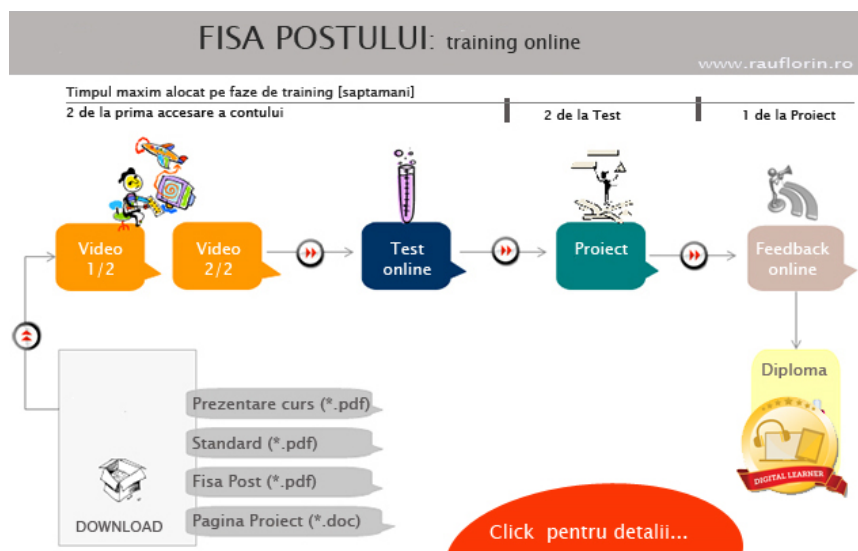 FISA POSTULUI: training online
www.rauflorin.ro
Timpul maxim alocat pe faze de training [saptamani]
2 de la prima accesare a contului
2 de la Test
1 de la Proiect
Video
1/2
Video
2/2
Test
online
Proiect
Feedback
online
Diploma
DIGITAL LEARNER
Prezentare curs (*.pdf)
Standard (*.pdf)
Fisa Post (*.pdf)
Pagina Proiect (*.doc)
DOWNLOAD
Click pentru detalii...